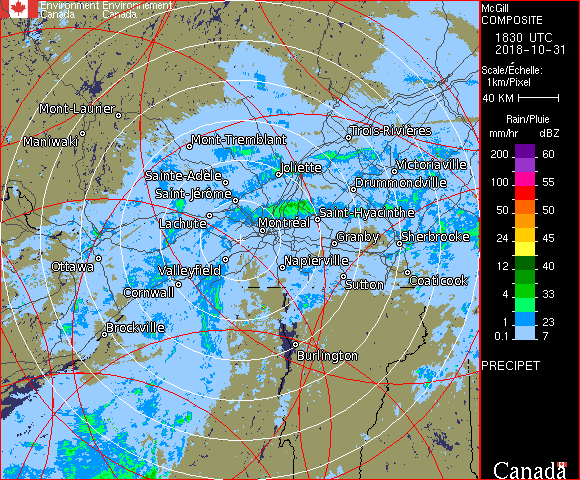 Environment Environnement
Canada Canada
McGill
COMPOSITE
1830 UTC
2018-10-31
Scale/Échelle:
1km/Pixel
40 KM
Rain/Pluie
mm/hr dBZ
200 60
100 55
50 50
24 45
12 40
4 33
1 23
0.1 7
PRECIPET
Canada
Mont-Laurier
Maniwaki
Mont-Tremblant
Trois-Rivières
Joliette
Victoriaville
Sainte-Adèle
Drummondville
Saint-Jérôme
Saint-Hyacinthe
Lachute
Montréal
Granby
Sherbrooke
Ottawa
Valleyfield
Napierville
Cornwall
Sutton
Coaticook
Brockville
Burlington